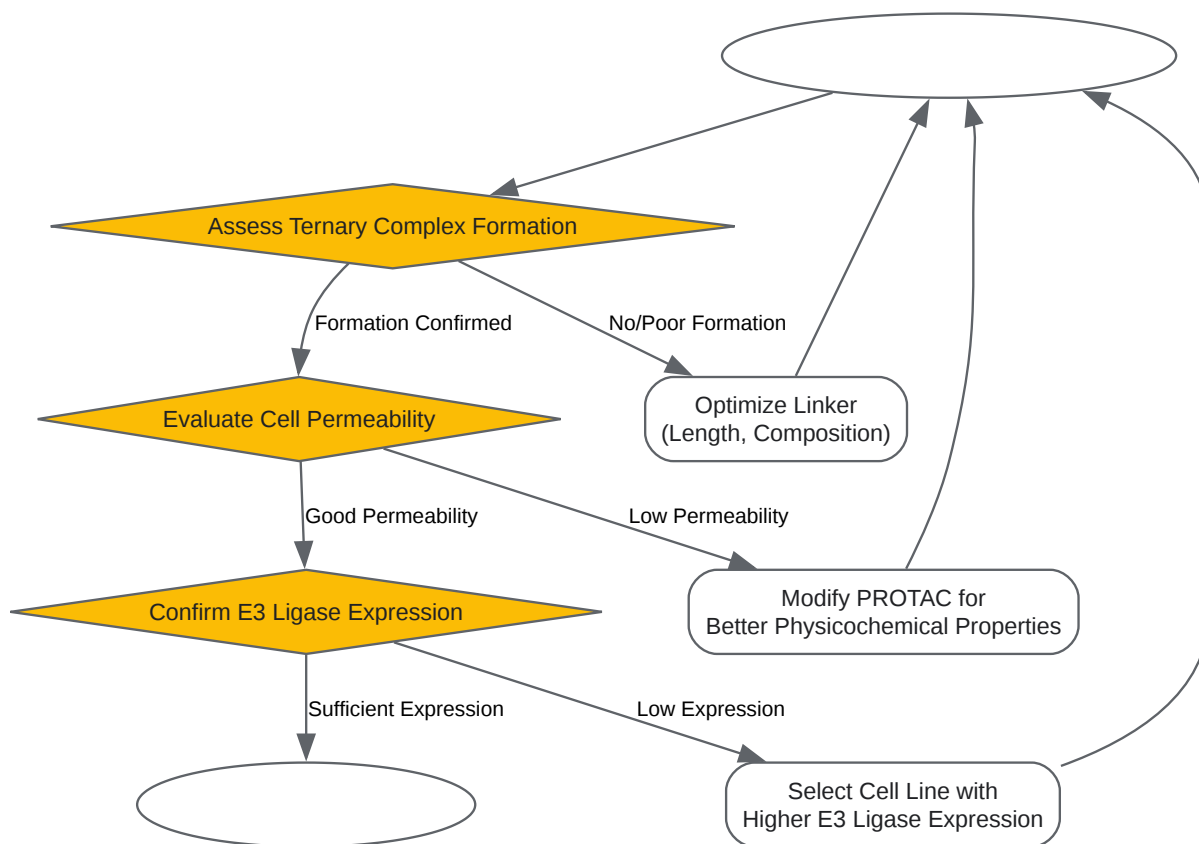 Assess Ternary Complex Formation
Formation Confirmed
No/Poor Formation
Evaluate Cell Permeability
Optimize Linker
(Length, Composition)
Good Permeability
Low Permeability
Confirm E3 Ligase Expression
Modify PROTAC for
Better Physicochemical Properties
Sufficient Expression
Low Expression
Select Cell Line with
Higher E3 Ligase Expression